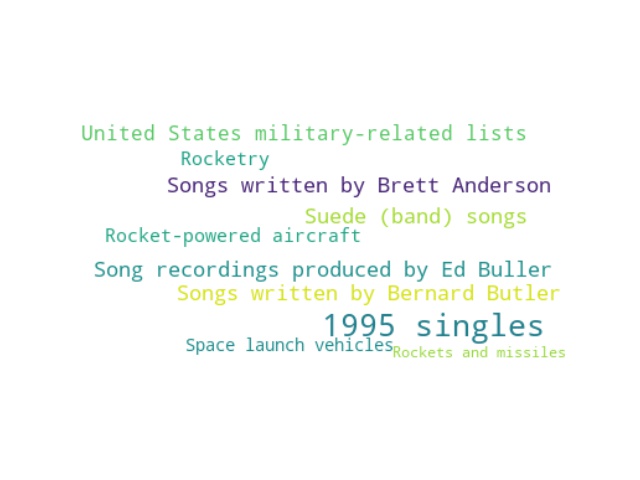 United States military-related lists
Rocketry
Songs written by Brett Anderson
Suede (band) songs
Rocket-powered aircraft
Song recordings produced by Ed Buller
Songs written by Bernard Butler
1995 singles
Space launch vehicles
Rockets and missiles